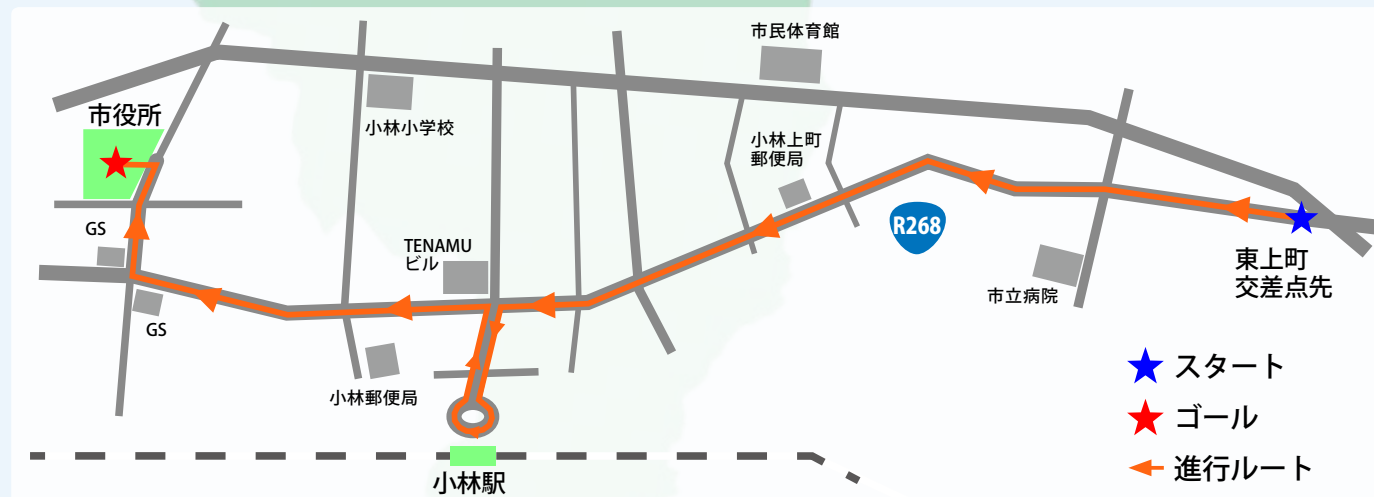 市民体育館
市役所
小林小学校
小林上町
郵便局
R268
GS
TENAMU
ビル
東上町
交差点先
市立病院
GS
スタート
小林郵便局
ゴール
進行ルート
小林駅